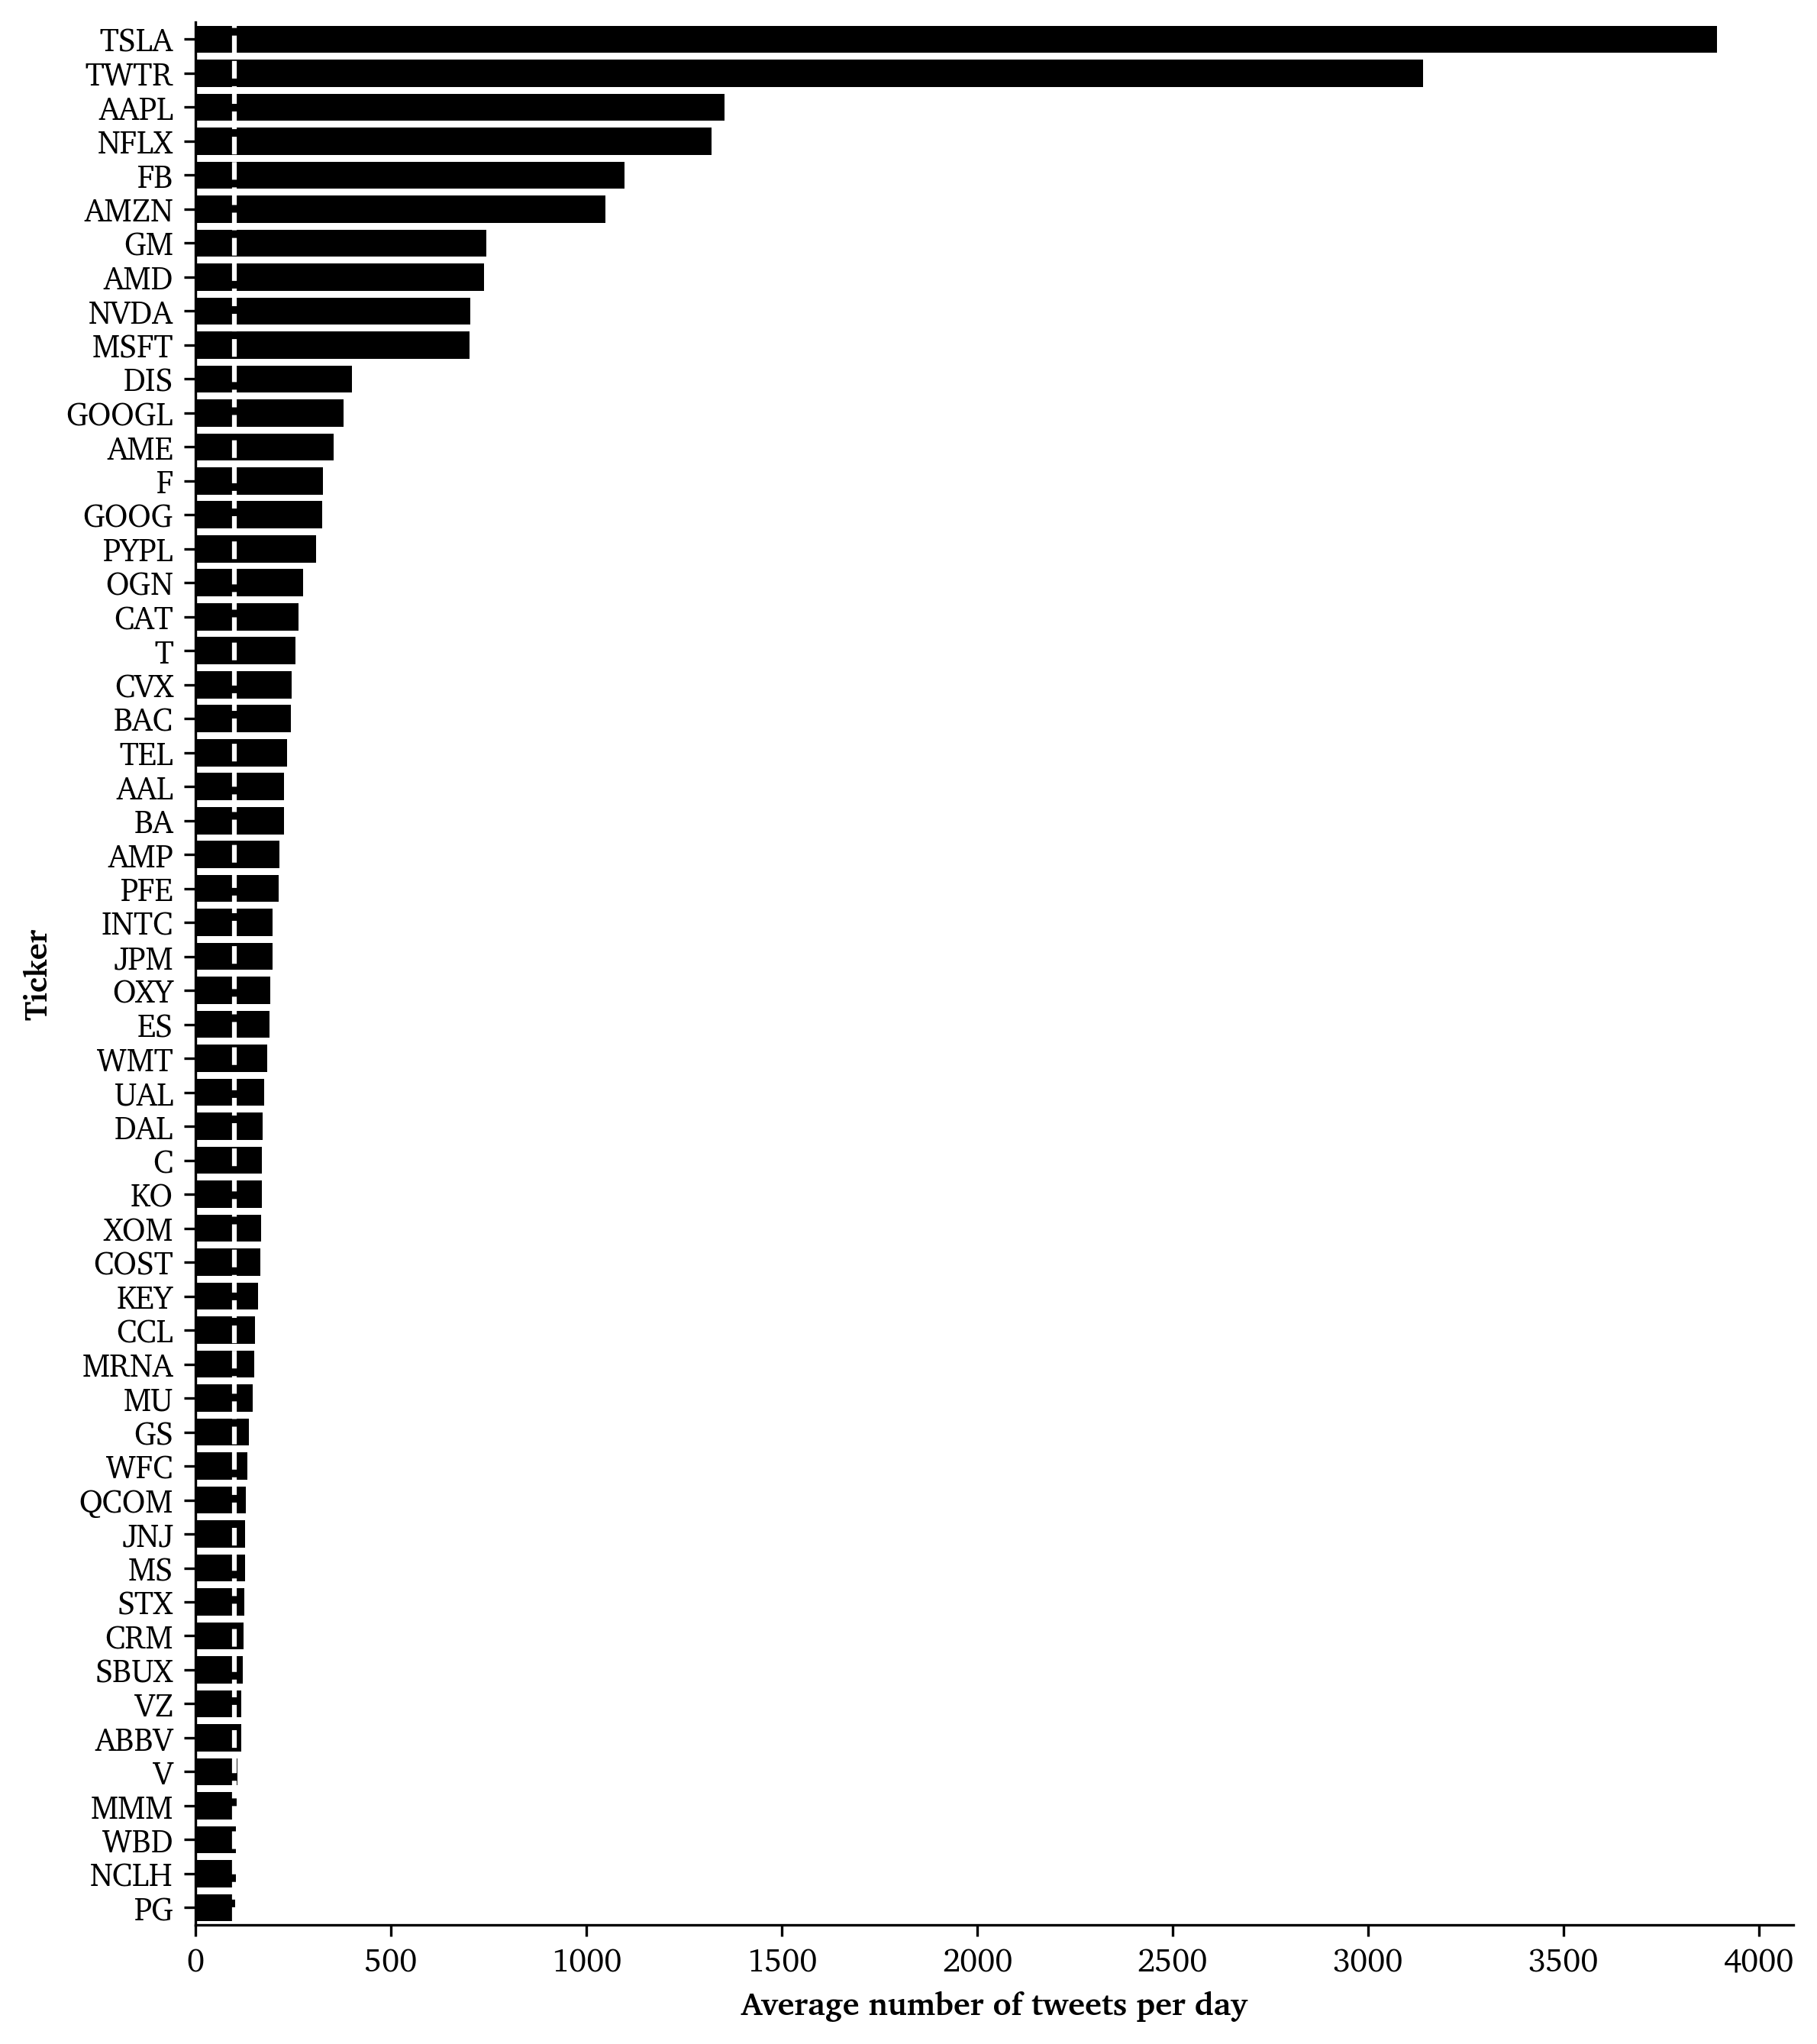 TSLA
TWTR
AAPL
NFLX
FB
AMZN
GM
AMD
NVDA
MSFT
DIS
GOOGL
AME
F
GOOG
PYPL
OGN
CAT
T
CVX
BAC
TEL
AAL
BA
AMP
PFE
INTC
JPM
OXY
ES
WMT
UAL
DAL
C
KO
XOM
COST
KEY
CCL
MRNA
MU
GS
WFC
QCOM
JNJ
MS
STX
CRM
SBUX
VZ
ABBV
V
MMM
WBD
NCLH
PG
Ticker
0 500 1000 1500 2000 2500 3000 3500 4000
Average number of tweets per day